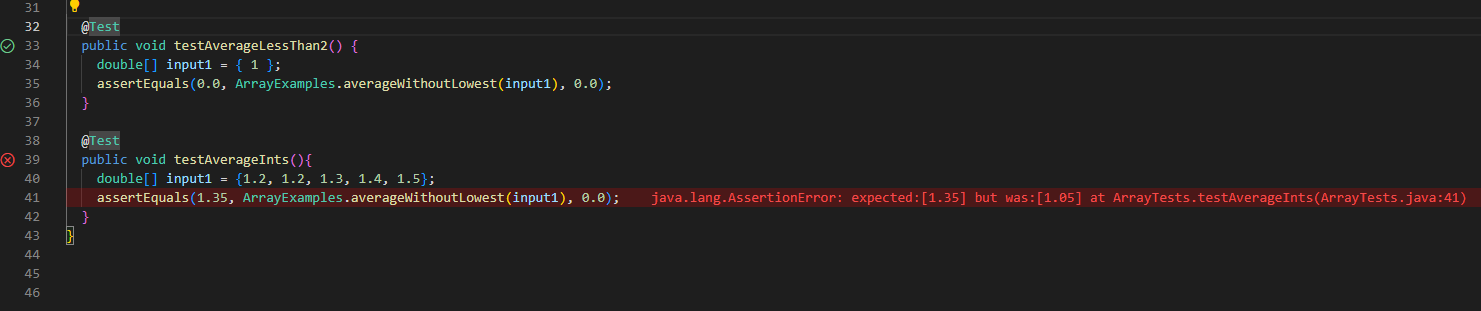 31
32 @Test
33 public void testAverageLessThan2() {
34 double[] input1 = { 1 };
35 assertEquals(0.0, ArrayExamples.averageWithoutLowest(input1), 0.0);
36 }
37
38 @Test
39 public void testAverageInts(){
40 double[] input1 = {1.2, 1.2, 1.3, 1.4, 1.5};
41 assertEquals(1.35, ArrayExamples.averageWithoutLowest(input1), 0.0); java.lang.AssertionError: expected:[1.35] but was:[1.05] at ArrayTests.testAverageInts(ArrayTests.java:41)
42 }
43 }
44
45
46